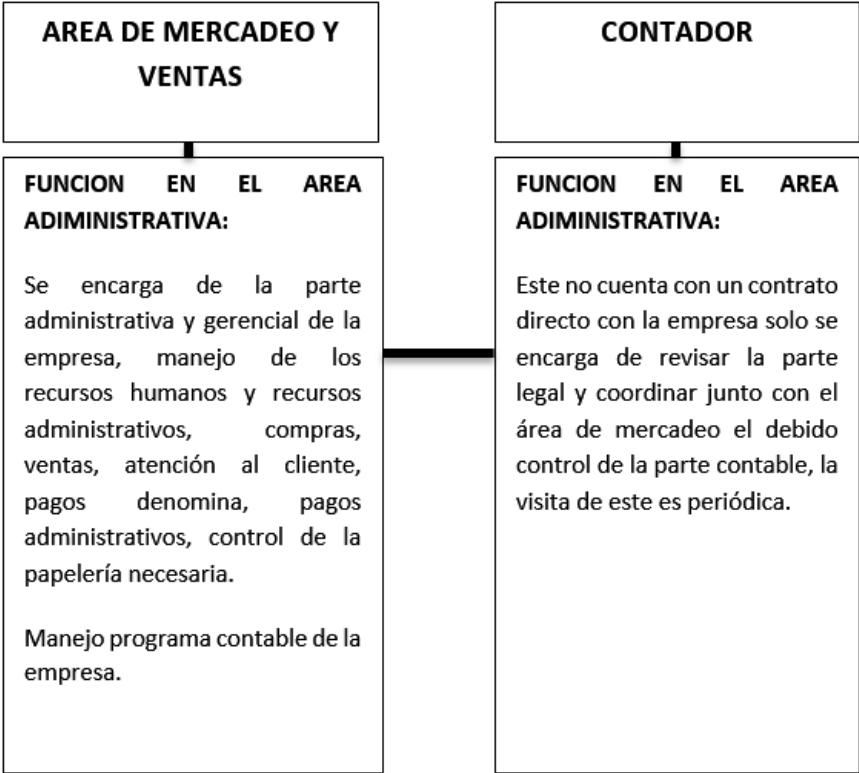 AREA DE MERCADEO Y
VENTAS
FUNCION EN EL AREA
ADIMINISTRATIVA:
Se encarga de la parte
administrativa y gerencial de la
empresa, manejo de los
recursos humanos y recursos
administrativos, compras,
ventas, atención al cliente,
pagos denomina, pagos
administrativos, control de la
papelería necesaria.
Manejo programa contable de la
empresa.
CONTADOR
FUNCION EN EL AREA
ADIMINISTRATIVA:
Este no cuenta con un contrato
directo con la empresa solo se
encarga de revisar la parte
legal y coordinar junto con el
área de mercadeo el debido
control de la parte contable, la
visita de este es periódica.